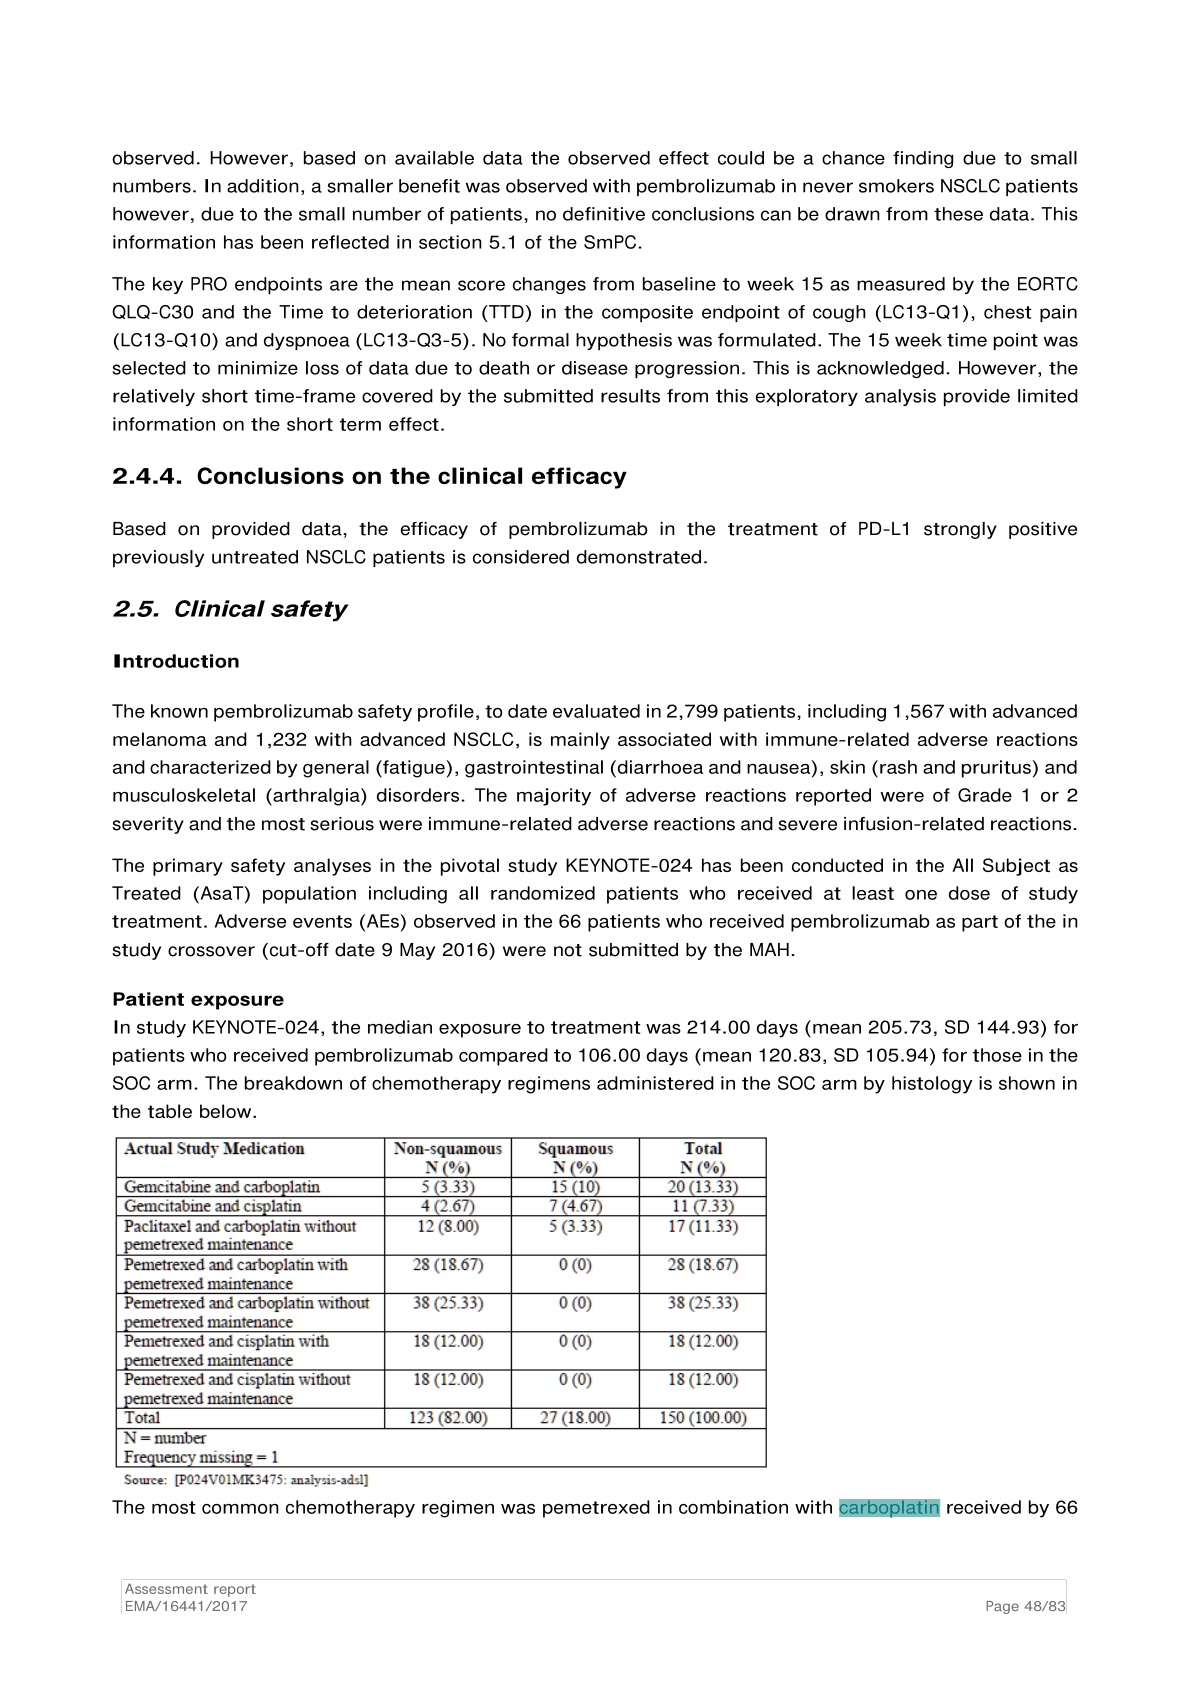 observed. However, based on available data the observed effect could be a chance finding due to small
numbers. In addition, a smaller benefit was observed with pembrolizumab in never smokers NSCLC patients
however, due to the small number of patients, no definitive conclusions can be drawn from these data. This
information has been reflected in section 5.1 of the SmPC.
The key PRO endpoints are the mean score changes from baseline to week 15 as measured by the EORTC
QLQ-C30 and the Time to deterioration (TTD) in the composite endpoint of cough (LC13-Q1), chest pain
(LC13-Q10) and dyspnoea (LC13-Q3-5). No formal hypothesis was formulated. The 15 week time point was
selected to minimize loss of data due to death or disease progression. This is acknowledged. However, the
relatively short time-frame covered by the submitted results from this exploratory analysis provide limited
information on the short term effect.
2.4.4. Conclusions on the clinical efficacy
Based on provided data, the efficacy of pembrolizumab in the treatment of PD-L1 strongly positive
previously untreated NSCLC patients is considered demonstrated.
2.5. Clinical safety
Introduction
The known pembrolizumab safety profile, to date evaluated in 2,799 patients, including 1,567 with advanced
melanoma and 1,232 with advanced NSCLC, is mainly associated with immune-related adverse reactions
and characterized by general (fatigue), gastrointestinal (diarrhoea and nausea), skin (rash and pruritus) and
musculoskeletal (arthralgia) disorders. The majority of adverse reactions reported were of Grade 1 or 2
severity and the most serious were immune-related adverse reactions and severe infusion-related reactions.
The primary safety analyses in the pivotal study KEYNOTE-024 has been conducted in the All Subject as
Treated (AsaT) population including all randomized patients who received at least one dose of study
treatment. Adverse events (AEs) observed in the 66 patients who received pembrolizumab as part of the in
study crossover (cut-off date 9 May 2016) were not submitted by the MAH.
Patient exposure
In study KEYNOTE-024, the median exposure to treatment was 214.00 days (mean 205.73, SD 144.93) for
patients who received pembrolizumab compared to 106.00 days (mean 120.83, SD 105.94) for those in the
SOC arm. The breakdown of chemotherapy regimens administered in the SOC arm by histology is shown in
the table below.
Actual Study Medication Non-squamous Squamous Total
N (%) N (%) N (%)
Gemcitabine and carboplatin 5 (3.33) 15 (10) 20 (13.33)
Gemcitabine and cisplatin 4 (2.67) 7 (4.67) 11 (7.33)
Paclitaxel and carboplatin without 12 (8.00) 5 (3.33) 17 (11.33)
pemetrexed maintenance
Pemetrexed and carboplatin with 28 (18.67) 0 (0) 28 (18.67)
pemetrexed maintenance
Pemetrexed and carboplatin without 38 (25.33) 0 (0) 38 (25.33)
pemetrexed maintenance
Pemetrexed and cisplatin with 18 (12.00) 0 (0) 18 (12.00)
pemetrexed maintenance
Pemetrexed and cisplatin without 18 (12.00) 0 (0) 18 (12.00)
pemetrexed maintenance
Total 123 (82.00) 27 (18.00) 150 (100.00)
N = number
Frequency missing = 1
Source: [P024V01MK3475: analysis-adsl]
The most common chemotherapy regimen was pemetrexed in combination with carboplatin received by 66
Assessment report
EMA/16441/2017 Page 48/83